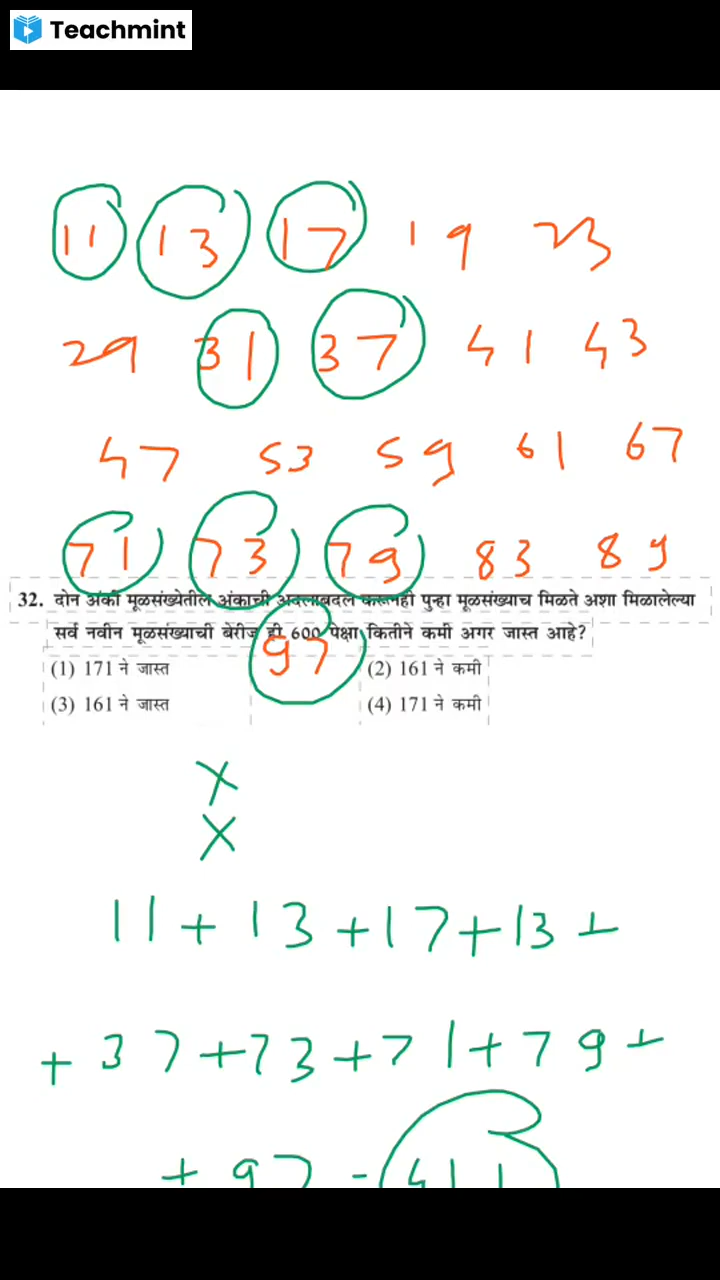 Teachmint
11 13 17 19 23
29 31 37 41 43
47 53 59 61 67
71 73 79 83 89
32. दोन अंकी मूळसंख्येतील अंकाची अदलाबदल करूनही पुन्हा मूळसंख्याच मिळते अशा मिळालेल्या
सर्व नवीन मूळसंख्याची बेरीज ही 600 पेक्षा कितीने कमी अगर जास्त आहे?
97
(1) 171 ने जास्त (2) 161 ने कमी
(3) 161 ने जास्त (4) 171 ने कमी
x
x
11 + 13 + 17 + 13 +
+ 37 + 73 + 71 + 79 +
+ 97 =